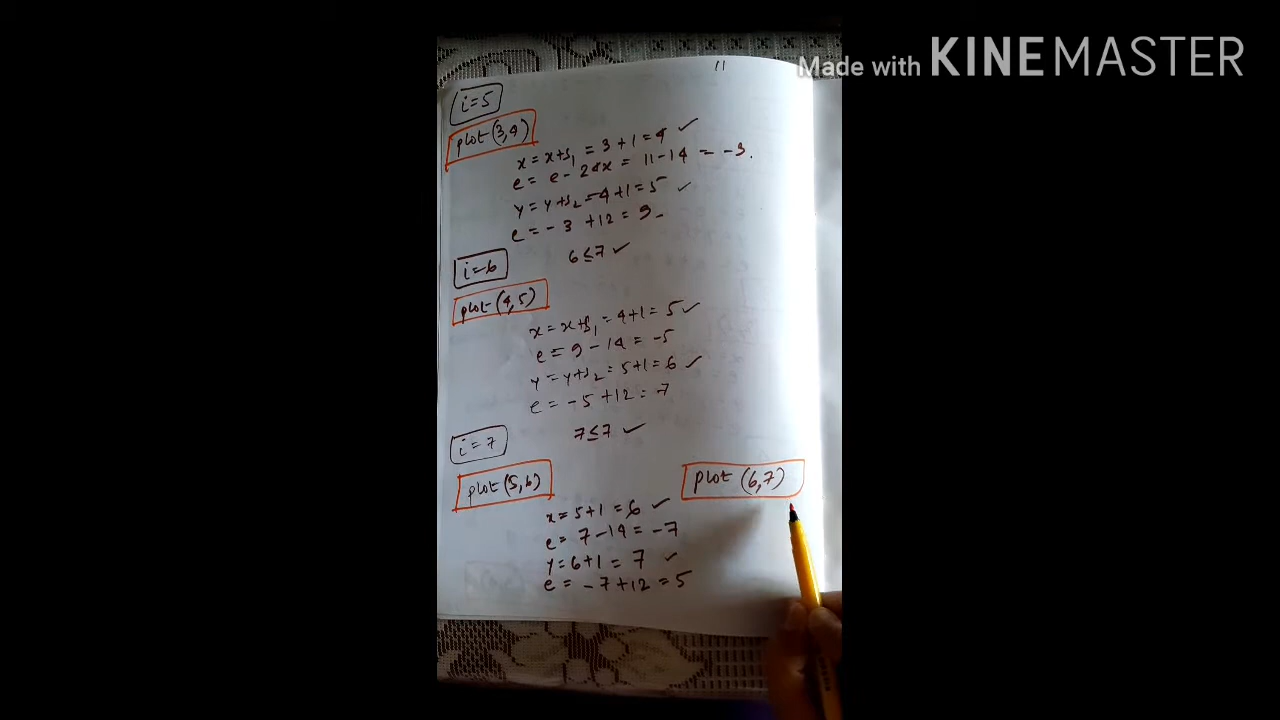 Made with KINEMASTER
11
i=5
plot(3,4)
x = x+s1 = 3+1=4 ✓
e = e-2Δx = 11-14 = -3.
y = y+s2 = 4+1=5 ✓
e = -3 +12 = 9
6≤7 ✓
i=6
plot(4,5)
x = x+s1 = 4+1= 5 ✓
e = 9-14 = -5
y = y+s2 = 5+1= 6 ✓
e = -5 +12 = 7
7≤7 ✓
i=7
plot(5,6)
plot (6,7)
x = 5+1 = 6 ✓
e = 7-14 = -7
y = 6+1 = 7 ✓
e = -7+12 = 5